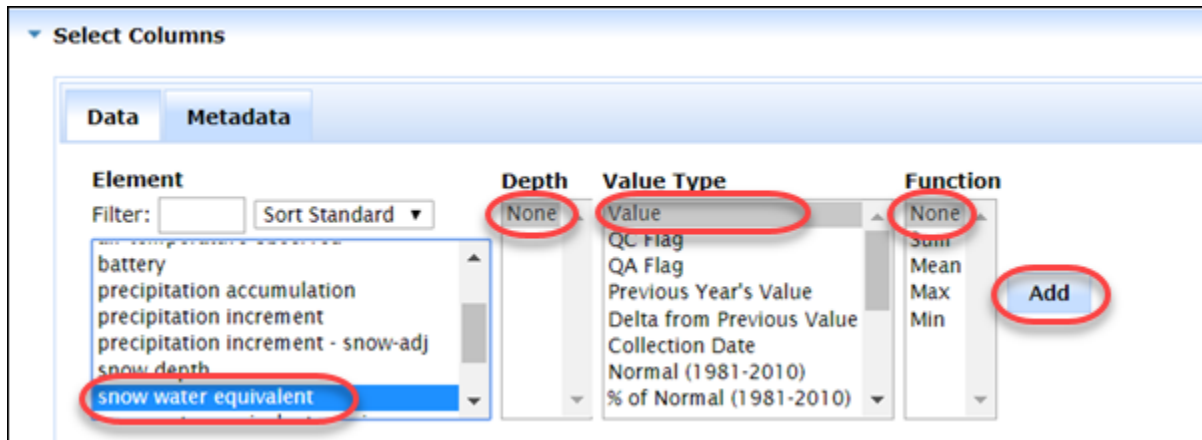 Select Columns
Data Metadata
Element Depth Value Type Function
Filter: Sort Standard
None Value None
battery QC Flag Sum
precipitation accumulation QA Flag Mean
precipitation increment Previous Year's Value Max Add
precipitation increment - snow-adj Delta from Previous Value Min
snow depth Collection Date
snow water equivalent Normal (1981-2010)
% of Normal (1981-2010)